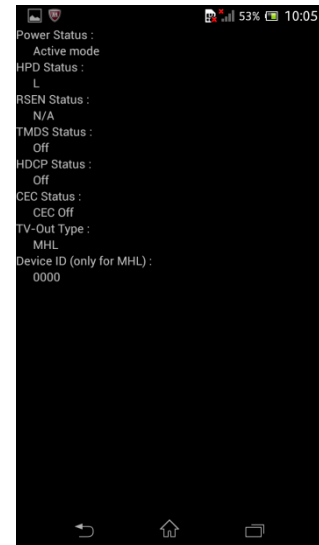 53% 10:05
Power Status :
Active mode
HPD Status :
L
RSEN Status :
N/A
TMDS Status :
Off
HDCP Status :
Off
CEC Status :
CEC Off
TV-Out Type :
MHL
Device ID (only for MHL) :
0000